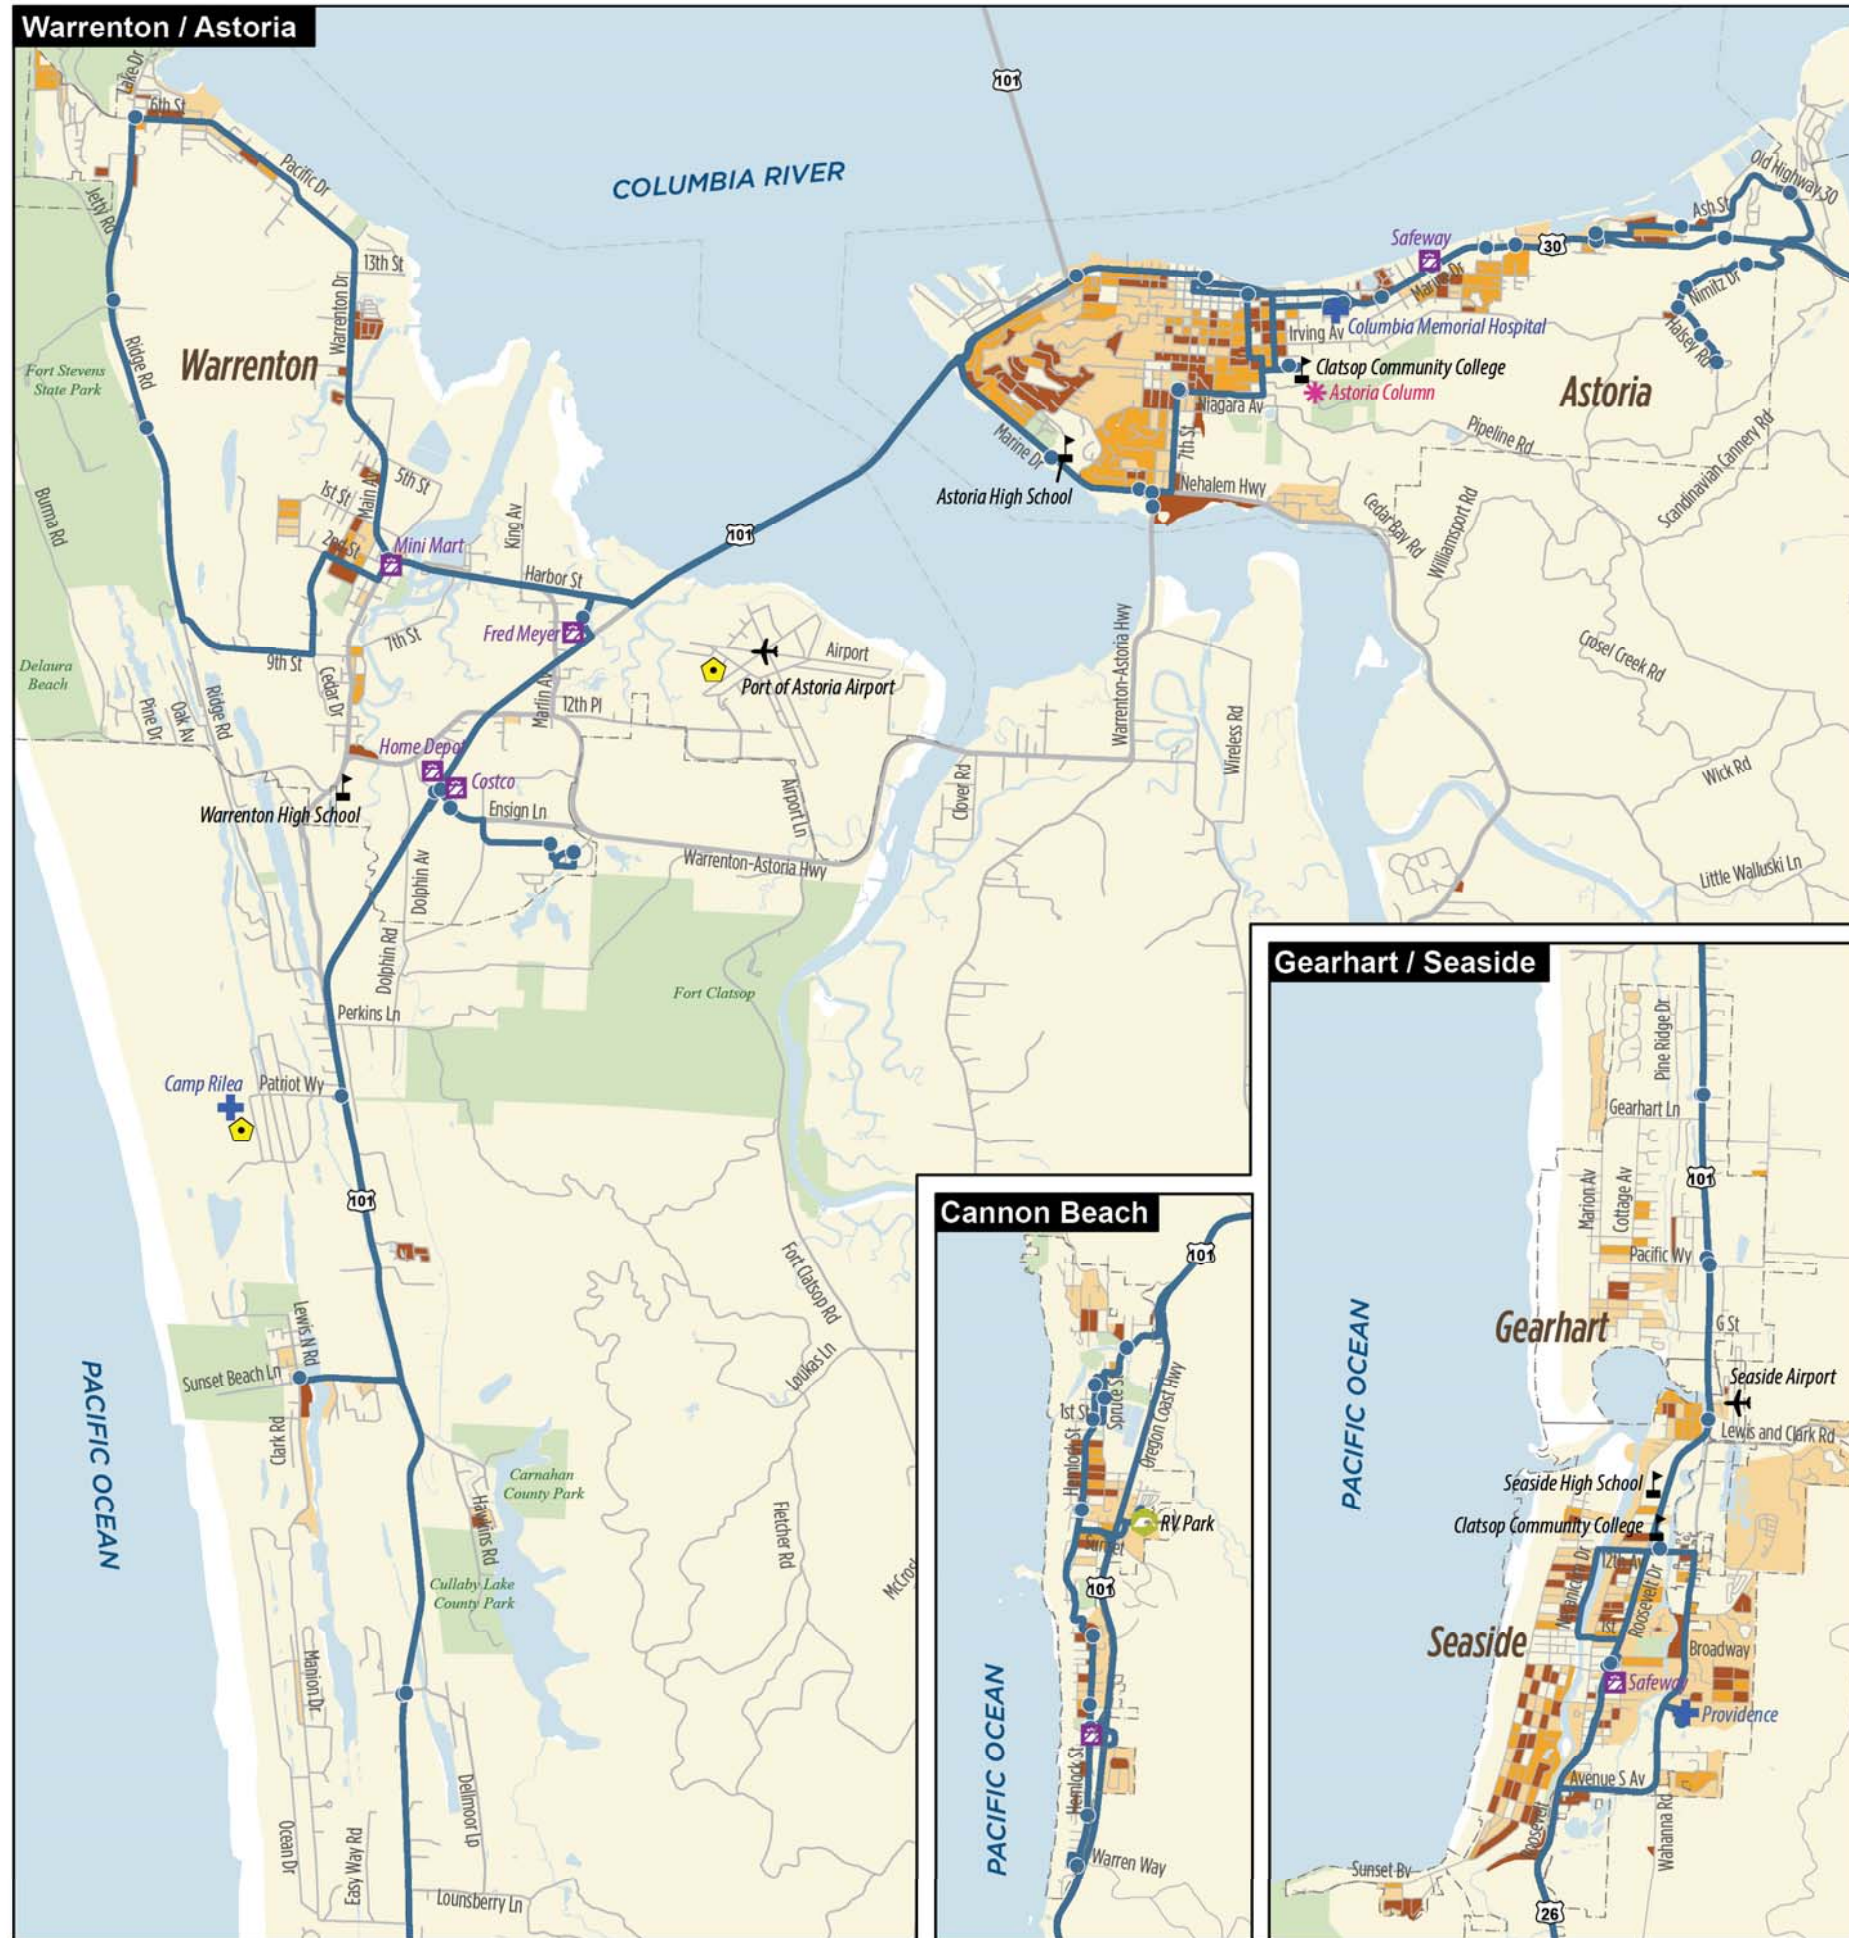 Warrenton / Astoria
101
Lake Dr
6th St
Pacific Dr
COLUMBIA RIVER
Old Highway 30
Ash St
Jetty Rd
13th St
Safeway
30
Marine Dr
Nimitz Dr
Warrenton Dr
Irving Av
Columbia Memorial Hospital
Halsey Rd
Ridge Rd
Warrenton
Fort Stevens
State Park
Clatsop Community College
Astoria Column
Astoria
Niagara Av
Marine Dr
7th St
Pipeline Rd
Scandinavian Cannery Rd
Burma Rd
1st St
Main Av
5th St
Astoria High School
Nehalem Hwy
Cedar Bay Rd
Williamsport Rd
King Av
101
2nd St
Mini Mart
Harbor St
Fred Meyer
7th St
9th St
Airport
Port of Astoria Airport
Warrenton-Astoria Hwy
Crosel Creek Rd
Delaura
Beach
Pine Dr
Oak Av
Ridge Rd
Cedar Dr
Marlin Av
12th Pl
Wireless Rd
Home Depot
Costco
Wick Rd
Warrenton High School
Ensign Ln
Airport Ln
Clover Rd
Dolphin Av
Warrenton-Astoria Hwy
Little Walluski Ln
Dolphin Rd
Fort Clatsop
Perkins Ln
Camp Rilea
Patriot Wy
101
Fort Clatsop Rd
Lewis N Rd
Sunset Beach Ln
Loukas Ln
PACIFIC OCEAN
Clark Rd
Carnahan
County Park
Hawkins Rd
Fletcher Rd
Cullaby Lake
County Park
Manion Dr
Dellmoor Lp
Ocean Dr
Easy Way Rd
Lounsberry Ln
Cannon Beach
101
Spruce St
1st St
Hemlock St
Oregon Coast Hwy
RV Park
Sunset
101
PACIFIC OCEAN
Hemlock St
Warren Way
Gearhart / Seaside
Pine Ridge Dr
Gearhart Ln
101
Marion Av
Cottage Av
Pacific Wy
Gearhart
G St
PACIFIC OCEAN
Seaside Airport
Lewis and Clark Rd
Seaside High School
Clatsop Community College
12th Av
Roosevelt Dr
1st
Seaside
Broadway
Safeway
Providence
Avenue S Av
Roosevelt
Wahanna Rd
Sunset Bv
26